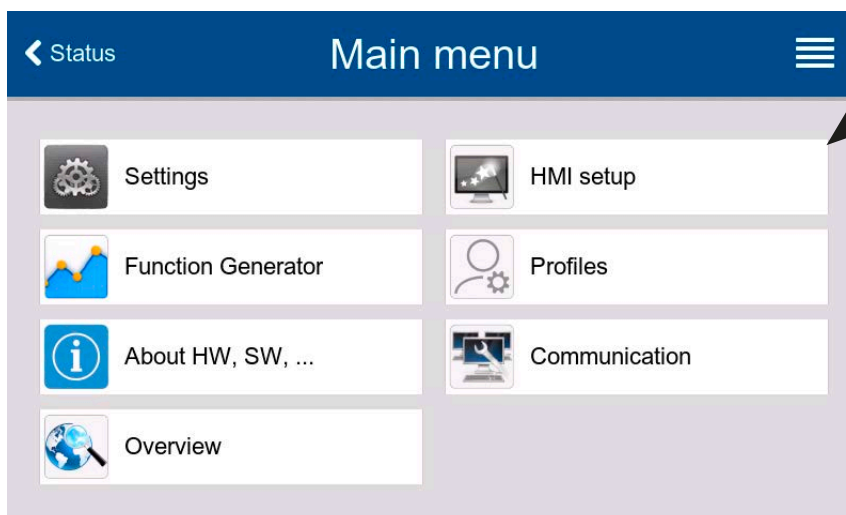 Status
Main menu
Settings
HMI setup
Function Generator
Profiles
About HW, SW, ...
Communication
Overview